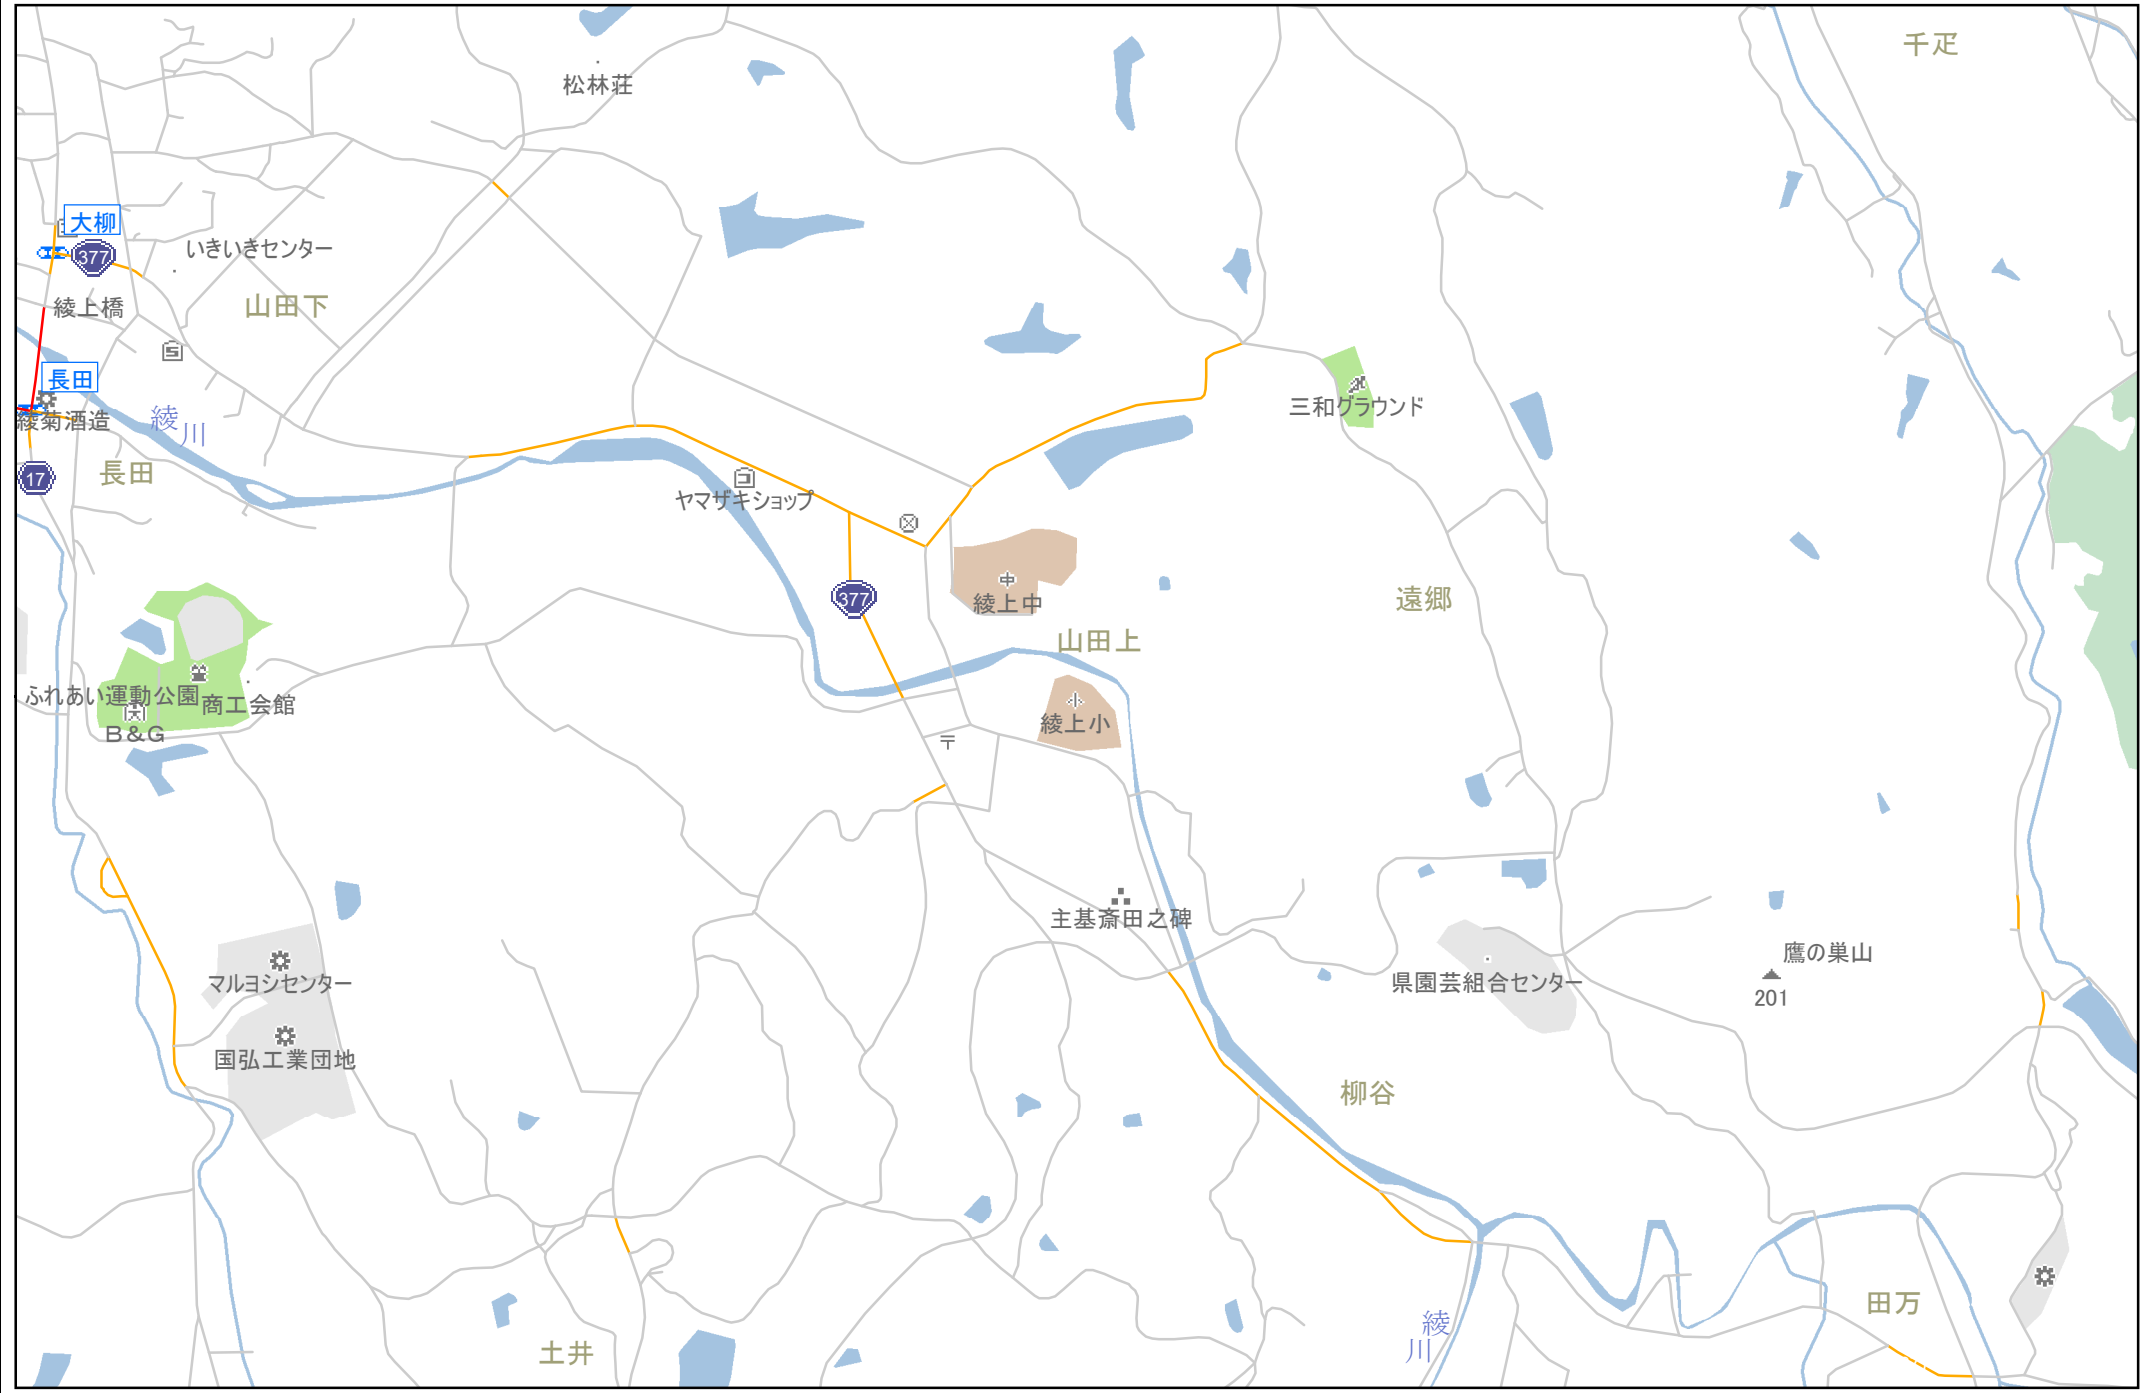 千疋
松林荘
大柳
377
いきいきセンター
山田下
綾上橋
長田
綾菊酒造
綾川
三和グラウンド
17
長田
ヤマザキショップ
中
綾上中
377
遠郷
山田上
小
綾上小
ふれあい運動公園
商工会館
B&G
〒
主基斎田之碑
鷹の巣山
201
県園芸組合センター
マルヨシセンター
国弘工業団地
柳谷
田万
綾川
土井